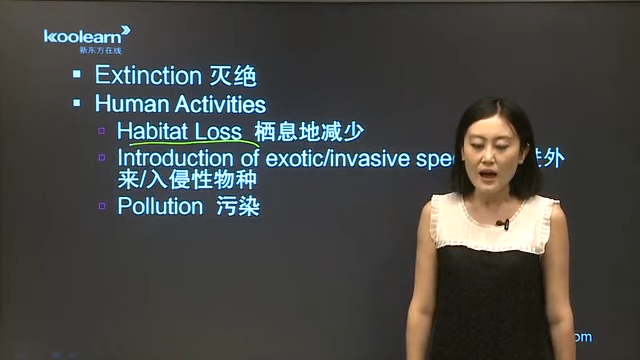 koolearn
新东方在线
Extinction 灭绝
Human Activities
Habitat Loss 栖息地减少
Introduction of exotic/invasive 外
来/入侵性物种
Pollution 污染